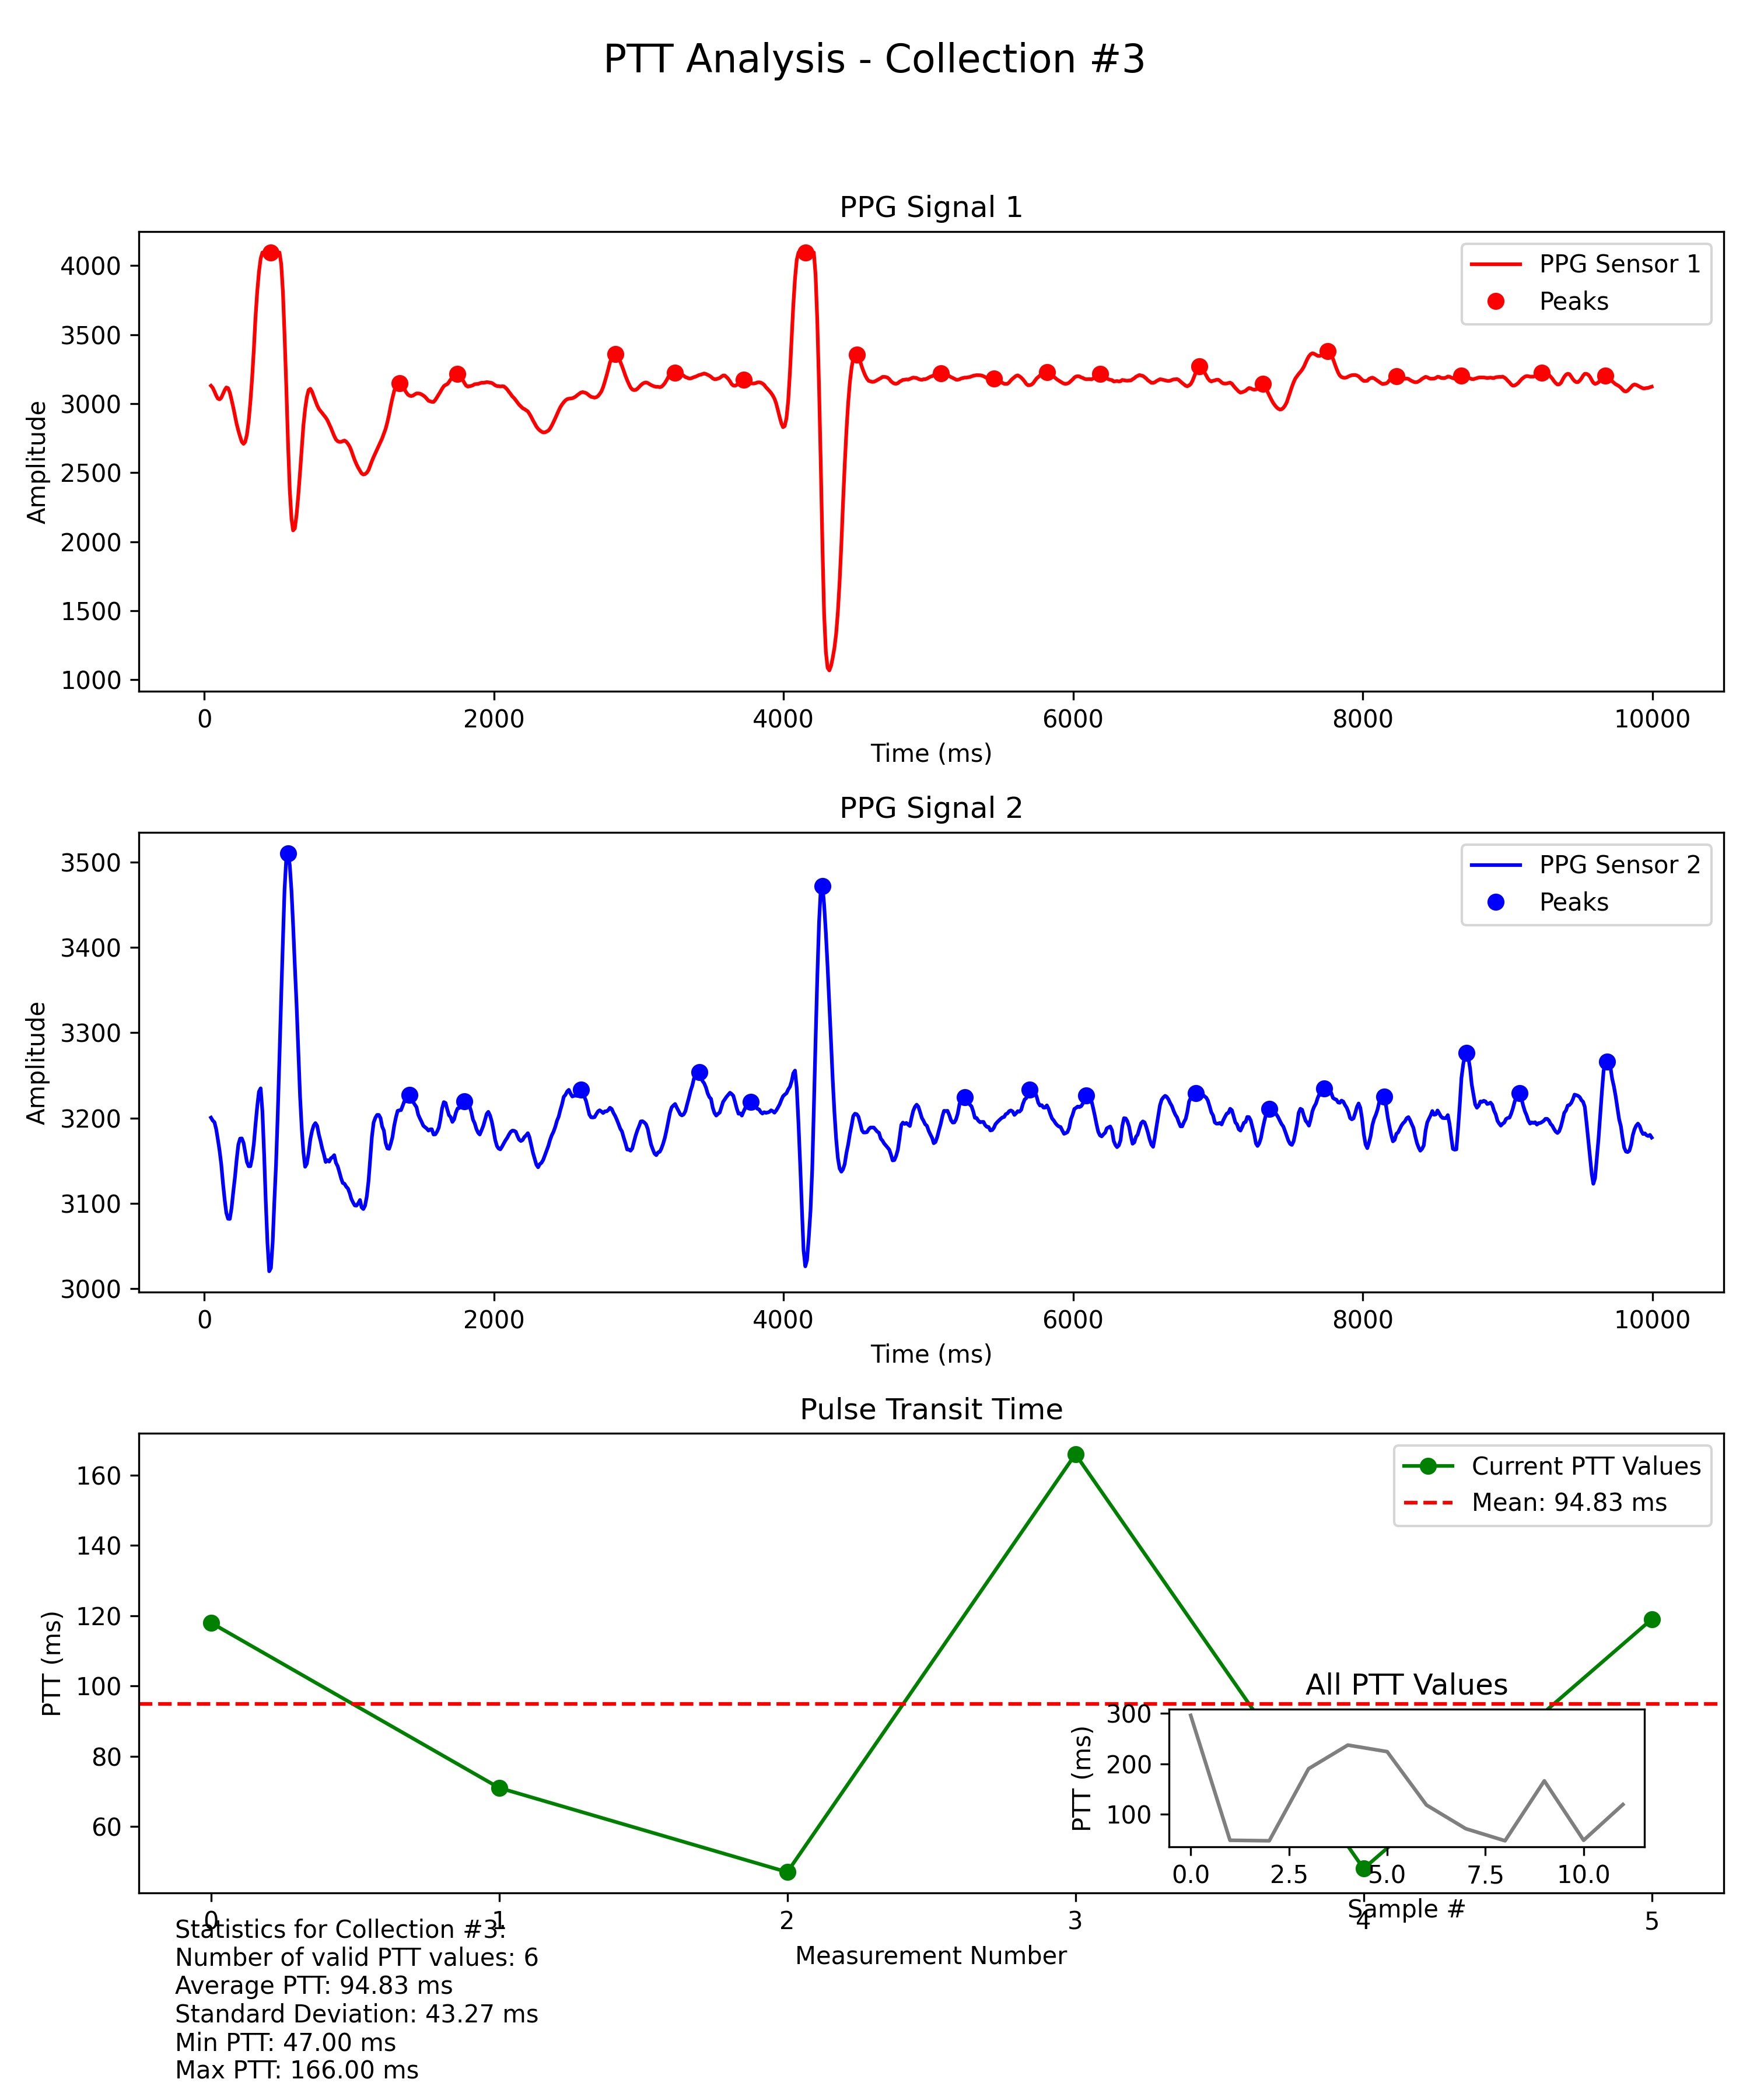 PTT Analysis - Collection #3
PPG Signal 1
4000
3500
3000
2500
2000
1500
1000
Amplitude
PPG Sensor 1
Peaks
0 2000 4000 6000 8000 10000
Time (ms)
PPG Signal 2
3500
3400
3300
3200
3100
3000
Amplitude
PPG Sensor 2
Peaks
0 2000 4000 6000 8000 10000
Time (ms)
Pulse Transit Time
160
140
120
100
80
60
PTT (ms)
Current PTT Values
Mean: 94.83 ms
All PTT Values
300
200
100
PTT (ms)
0.0 2.5 5.0 7.5 10.0
Sample #
0 1 2 3 4 5
Measurement Number
Statistics for Collection #3:
Number of valid PTT values: 6
Average PTT: 94.83 ms
Standard Deviation: 43.27 ms
Min PTT: 47.00 ms
Max PTT: 166.00 ms